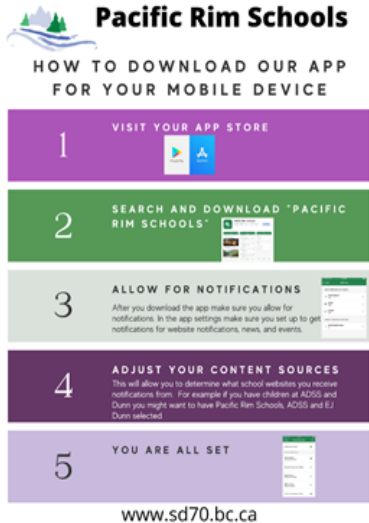 Pacific Rim Schools
HOW TO DOWNLOAD OUR APP
FOR YOUR MOBILE DEVICE
1
VISIT YOUR APP STORE
2
SEARCH AND DOWNLOAD "PACIFIC
RIM SCHOOLS"
3
ALLOW FOR NOTIFICATIONS
After you download the app make sure you allow for
notifications. In the app settings make sure you set up to get
notifications for website notifications, news, and events.
4
ADJUST YOUR CONTENT SOURCES
This will allow you to determine what school websites you receive
notifications from. For example if you have children at ADSS and
Dunn you might want to have Pacific Rim Schools, ADSS and EJ
Dunn selected.
5
YOU ARE ALL SET
www.sd70.bc.ca